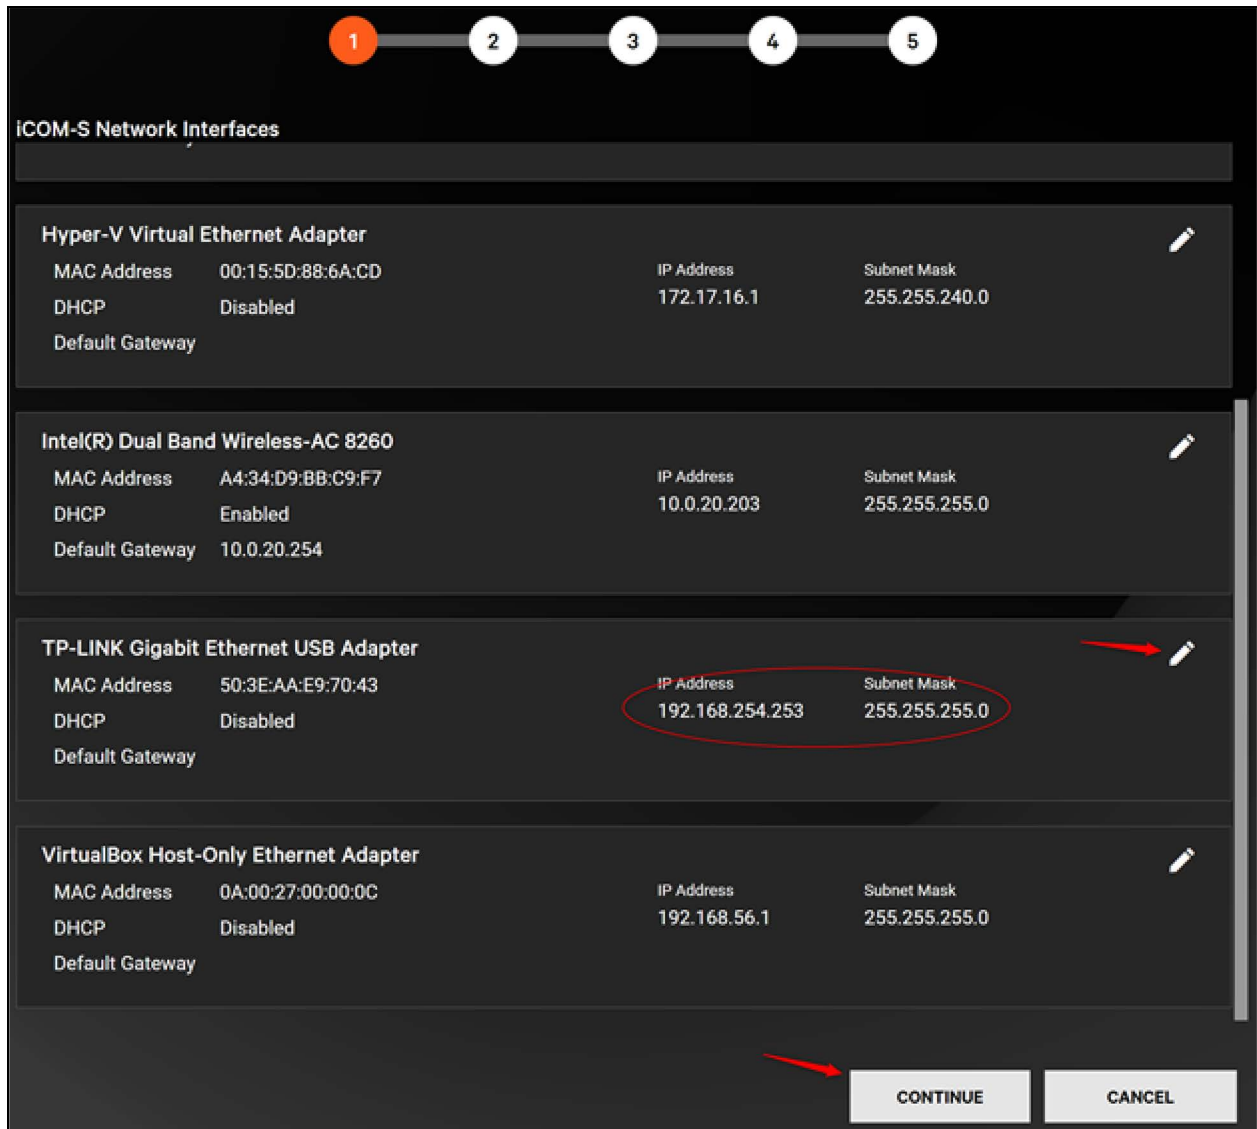 1 2 3 4 5
iCOM-S Network Interfaces
Hyper-V Virtual Ethernet Adapter
MAC Address 00:15:5D:88:6A:CD IP Address Subnet Mask
DHCP Disabled 172.17.16.1 255.255.240.0
Default Gateway
Intel(R) Dual Band Wireless-AC 8260
MAC Address A4:34:D9:BB:C9:F7 IP Address Subnet Mask
DHCP Enabled 10.0.20.203 255.255.255.0
Default Gateway 10.0.20.254
TP-LINK Gigabit Ethernet USB Adapter
MAC Address 50:3E:AA:E9:70:43 IP Address Subnet Mask
DHCP Disabled 192.168.254.253 255.255.255.0
Default Gateway
VirtualBox Host-Only Ethernet Adapter
MAC Address 0A:00:27:00:00:0C IP Address Subnet Mask
DHCP Disabled 192.168.56.1 255.255.255.0
Default Gateway
CONTINUE CANCEL